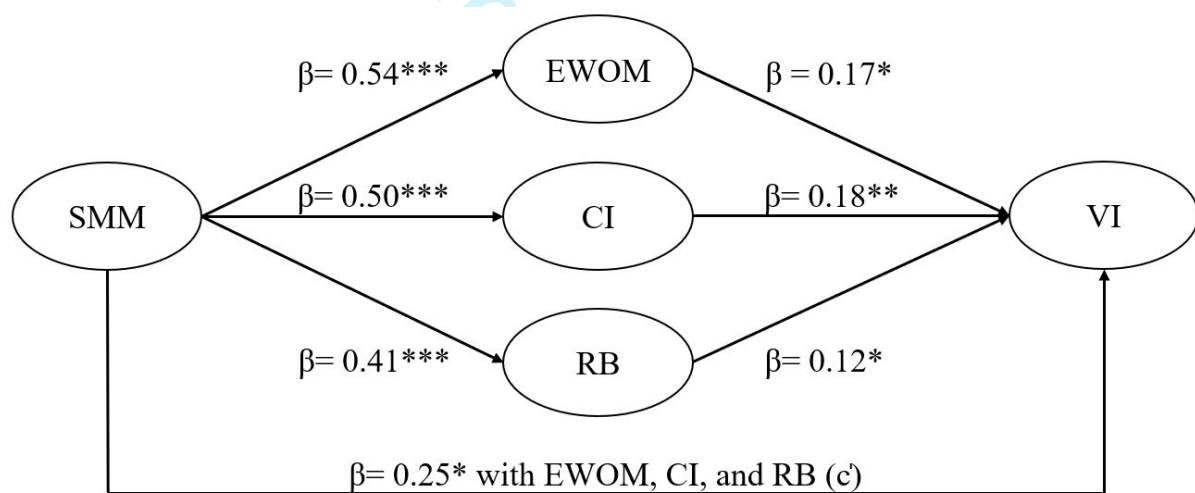 β= 0.54***
EWOM
β = 0.17*
SMM
β= 0.50***
CI
β= 0.18**
VI
β= 0.41***
RB
β= 0.12*
β= 0.25* with EWOM, CI, and RB (c')